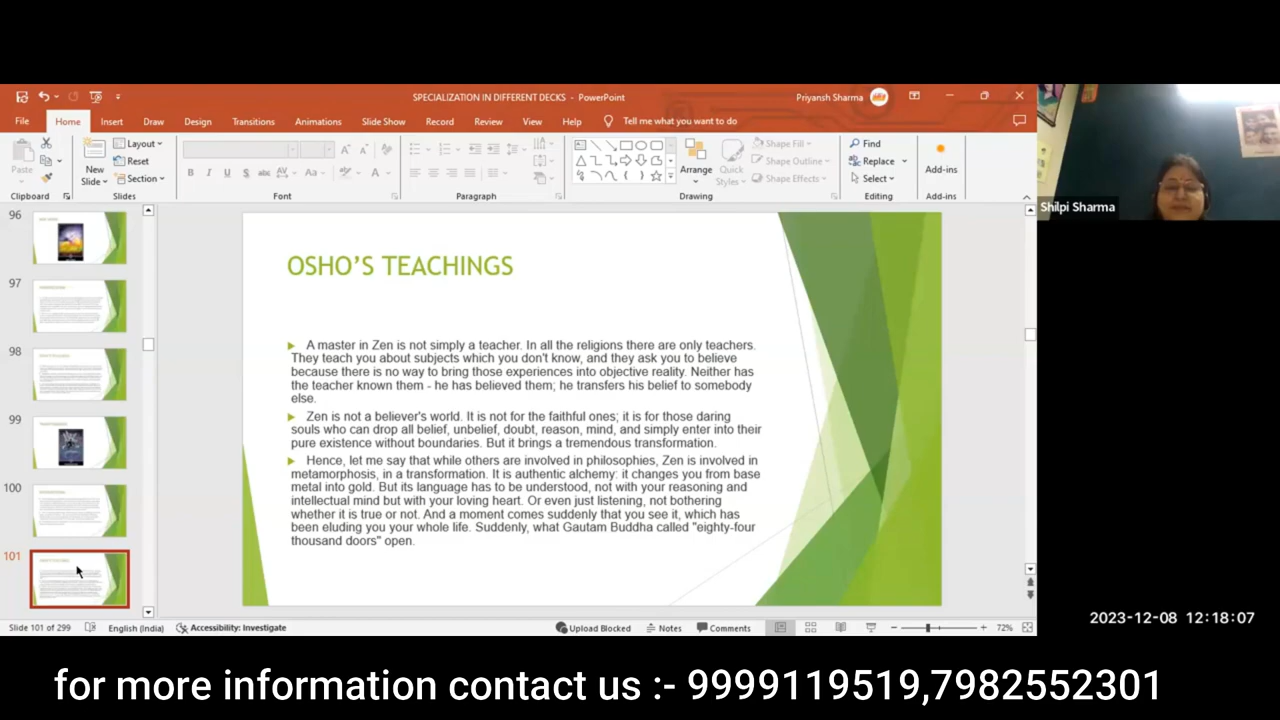 SPECIALIZATION IN DIFFERENT DECKS - PowerPoint
Priyansh Sharma
File Home Insert Draw Design Transitions Animations Slide Show Record Review View Help Tell me what you want to do
Paste
Clipboard
New
Slide
Layout
Reset
Section
Slides
B I U S abc AV Aa A
Font
Paragraph
Arrange
Quick
Styles
Shape Fill
Shape Outline
Shape Effects
Drawing
Find
Replace
Select
Editing
Add-ins
Add-ins
Shilpi Sharma
96
97
98
99
100
101
OSHO'S TEACHINGS
A master in Zen is not simply a teacher. In all the religions there are only teachers.
They teach you about subjects which you don't know, and they ask you to believe
because there is no way to bring those experiences into objective reality. Neither has
the teacher known them - he has believed them; he transfers his belief to somebody
else.
Zen is not a believer's world. It is not for the faithful ones; it is for those daring
souls who can drop all belief, unbelief, doubt, reason, mind, and simply enter into their
pure existence without boundaries. But it brings a tremendous transformation.
Hence, let me say that while others are involved in philosophies, Zen is involved in
metamorphosis, in a transformation. It is authentic alchemy: it changes you from base
metal into gold. But its language has to be understood, not with your reasoning and
intellectual mind but with your loving heart. Or even just listening, not bothering
whether it is true or not. And a moment comes suddenly that you see it, which has
been eluding you your whole life. Suddenly, what Gautam Buddha called "eighty-four
thousand doors" open.
Slide 101 of 299 English (India) Accessibility: Investigate Upload Blocked Notes Comments 72%
2023-12-08 12:18:07
for more information contact us :- 9999119519,7982552301